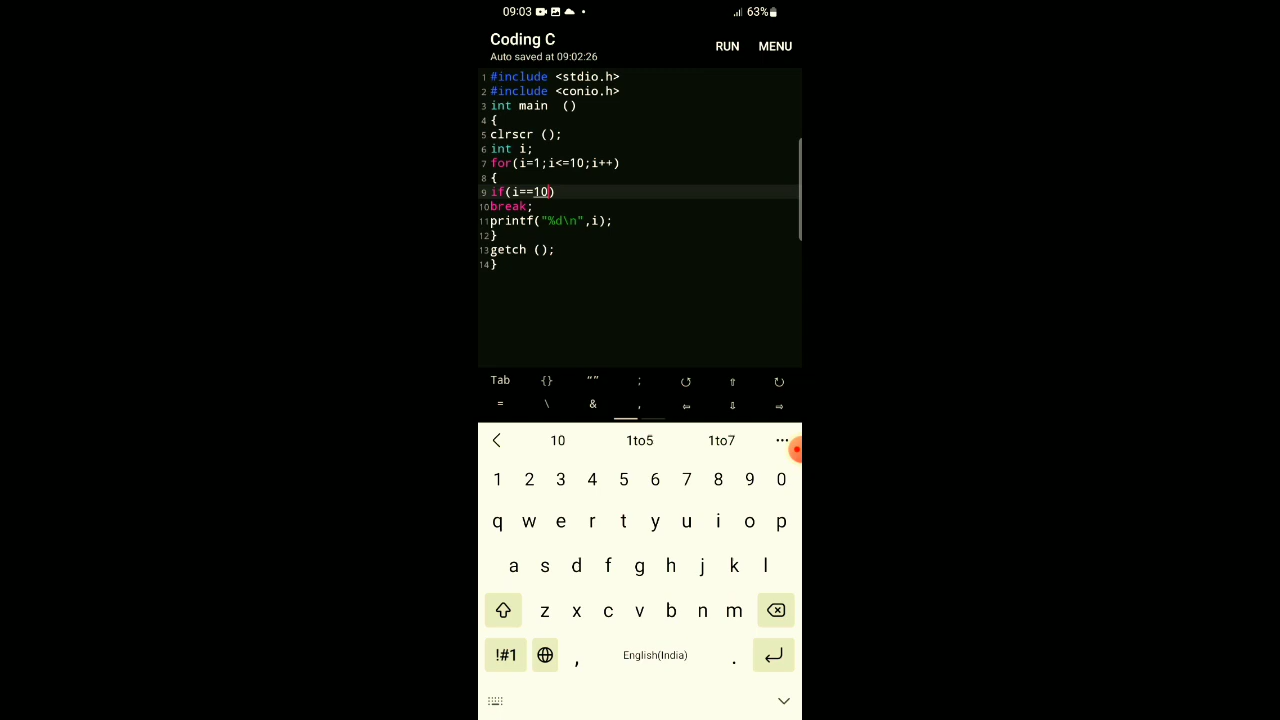 09:03 63%
Coding C
RUN MENU
Auto saved at 09:02:26
1 #include <stdio.h>
2 #include <conio.h>
3 int main  ()
4 {
5 clrscr ();
6 int i;
7 for(i=1;i<=10;i++)
8 {
9 if(i==10)
10 break;
11 printf("%d\n",i);
12 }
13 getch ();
14 }
Tab {} “” ; ↺ ⇧ ↻
= \ & , ⇦ ⇩ ⇨
10 1to5 1to7 ...
1 2 3 4 5 6 7 8 9 0
q w e r t y u i o p
a s d f g h j k l
z x c v b n m
!#1 , English(India) .